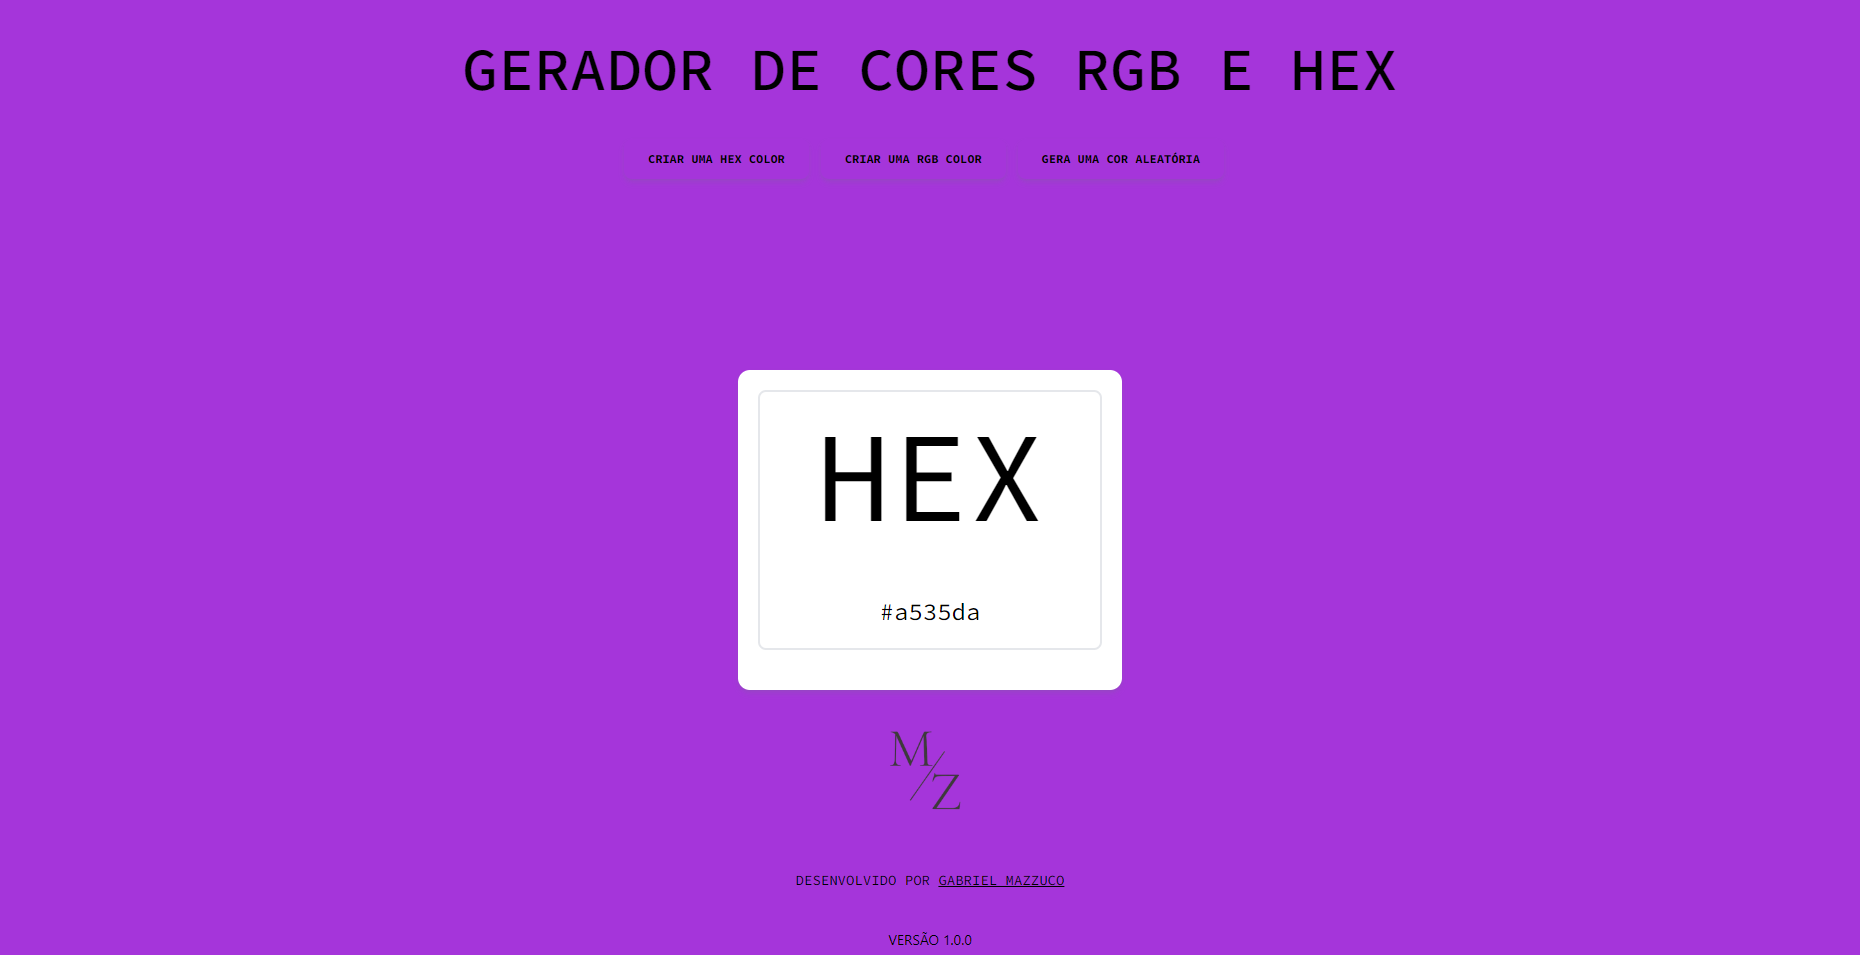 GERADOR DE CORES RGB E HEX
CRIAR UMA HEX COLOR CRIAR UMA RGB COLOR GERA UMA COR ALEATÓRIA
HEX
#a535da
M/Z
DESENVOLVIDO POR GABRIEL MAZZUCO
VERSÃO 1.0.0